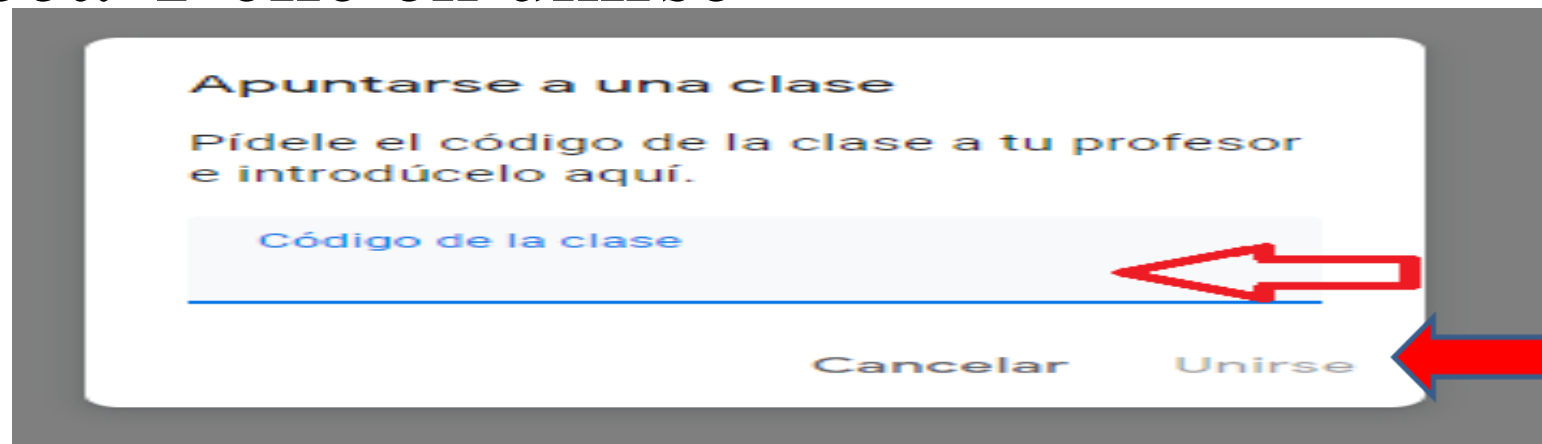 Apuntarse a una clase
Pídele el código de la clase a tu profesor
e introdúcelo aquí.
Código de la clase
Cancelar Unirse